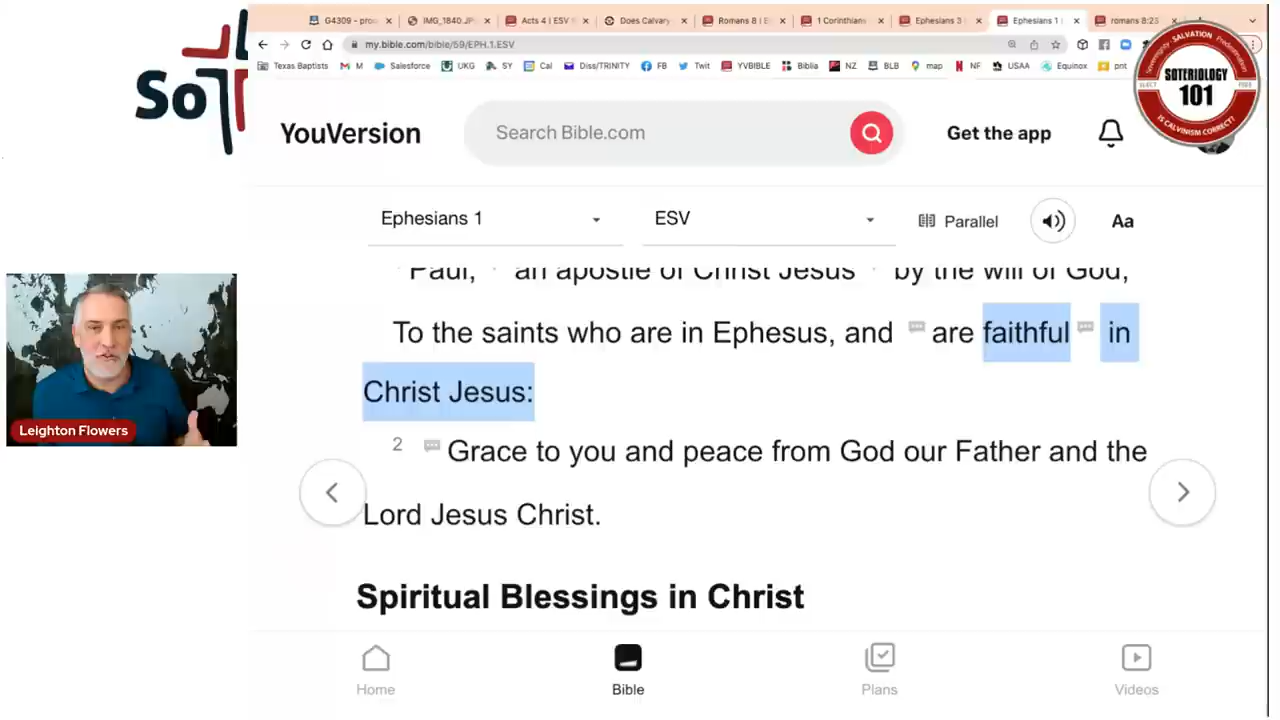 G4309 - pro
IMG_1840.JP
Acts 4 | ESV
Does Calvary
Romans 8 | E
1 Corinthian
Ephesians 3
Ephesians 1
romans 8:23
my.bible.com/bible/59/EPH.1.ESV
Texas Baptists
M
Salesforce
UKG
SY
Cal
Diss/TRINITY
FB
Twit
YVBIBLE
Biblia
NZ
BLB
map
NF
USAA
Equinox
pnt
So
SALVATION
SOTERIOLOGY
101
IS CALVINISM CORRECT?
YouVersion
Search Bible.com
Get the app
Ephesians 1
ESV
Parallel
Aa
Paul, an apostle of Christ Jesus by the will of God,
To the saints who are in Ephesus, and are faithful in
Christ Jesus:
2 Grace to you and peace from God our Father and the
Lord Jesus Christ.
Spiritual Blessings in Christ
Leighton Flowers
Home
Bible
Plans
Videos